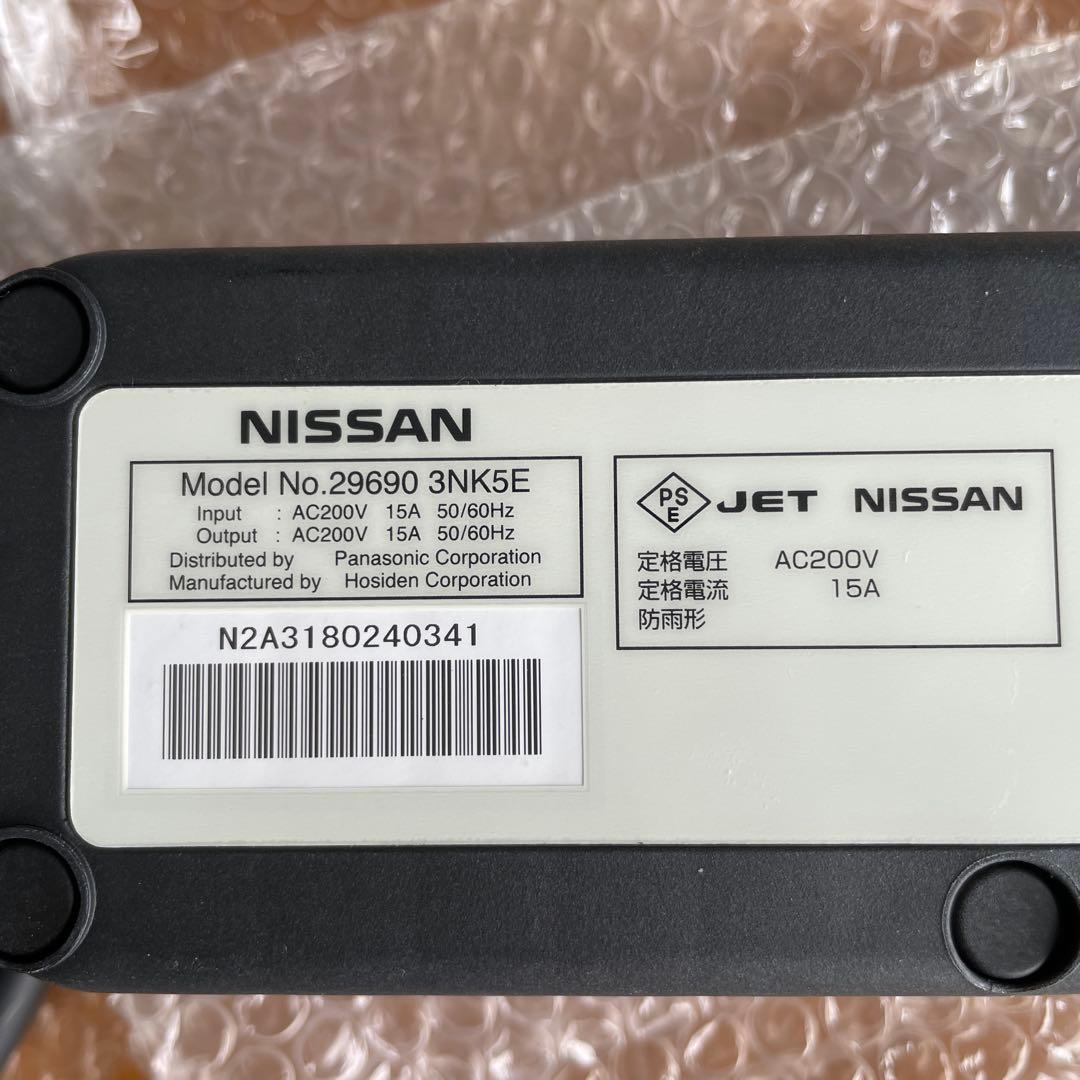 NISSAN
Model No.29690 3NK5E
Input : AC200V 15A 50/60Hz
Output : AC200V 15A 50/60Hz
Distributed by Panasonic Corporation
Manufactured by Hosiden Corporation
N2A3180240341
PS
E
JET NISSAN
定格電圧 AC200V
定格電流 15A
防雨形